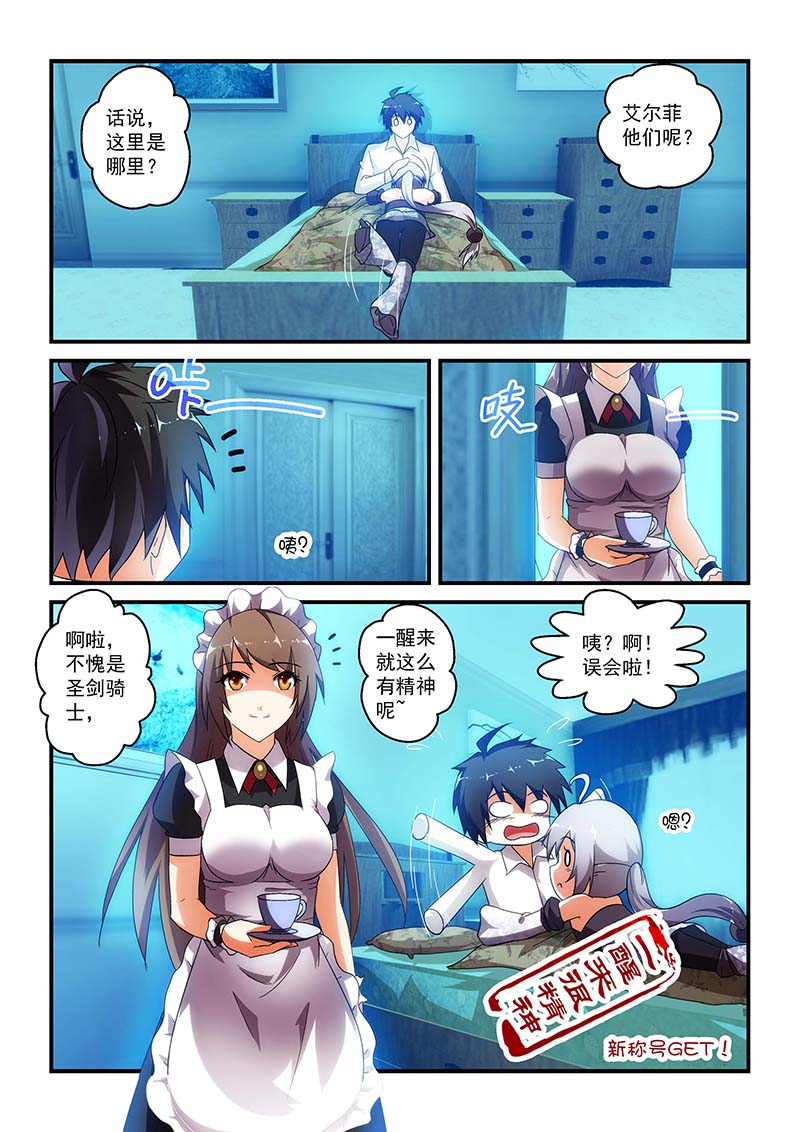 话说，
这里是
哪里？
艾尔菲
他们呢？
咔
咦？
吱
啊啦，
不愧是
圣剑骑
士，
一醒来
就这么
有精神
呢~
咦？啊！
误会啦！
嗯？
一醒来
很精神
新称号GET！